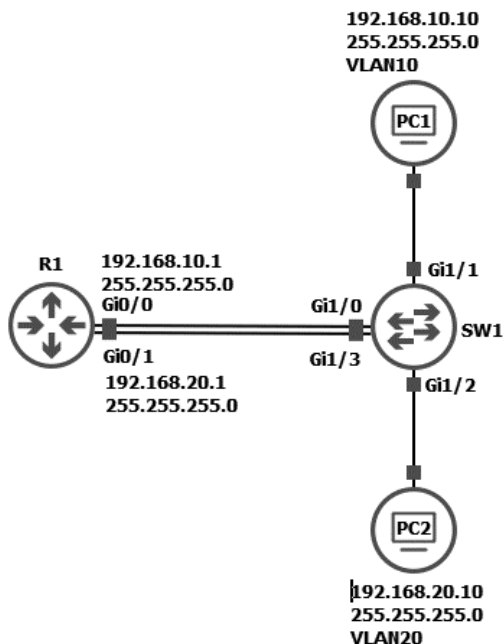 192.168.10.10
255.255.255.0
VLAN10
PC1
R1
192.168.10.1
255.255.255.0
Gi0/0
Gi1/0
Gi1/1
SW1
Gi0/1
Gi1/3
192.168.20.1
255.255.255.0
Gi1/2
PC2
192.168.20.10
255.255.255.0
VLAN20